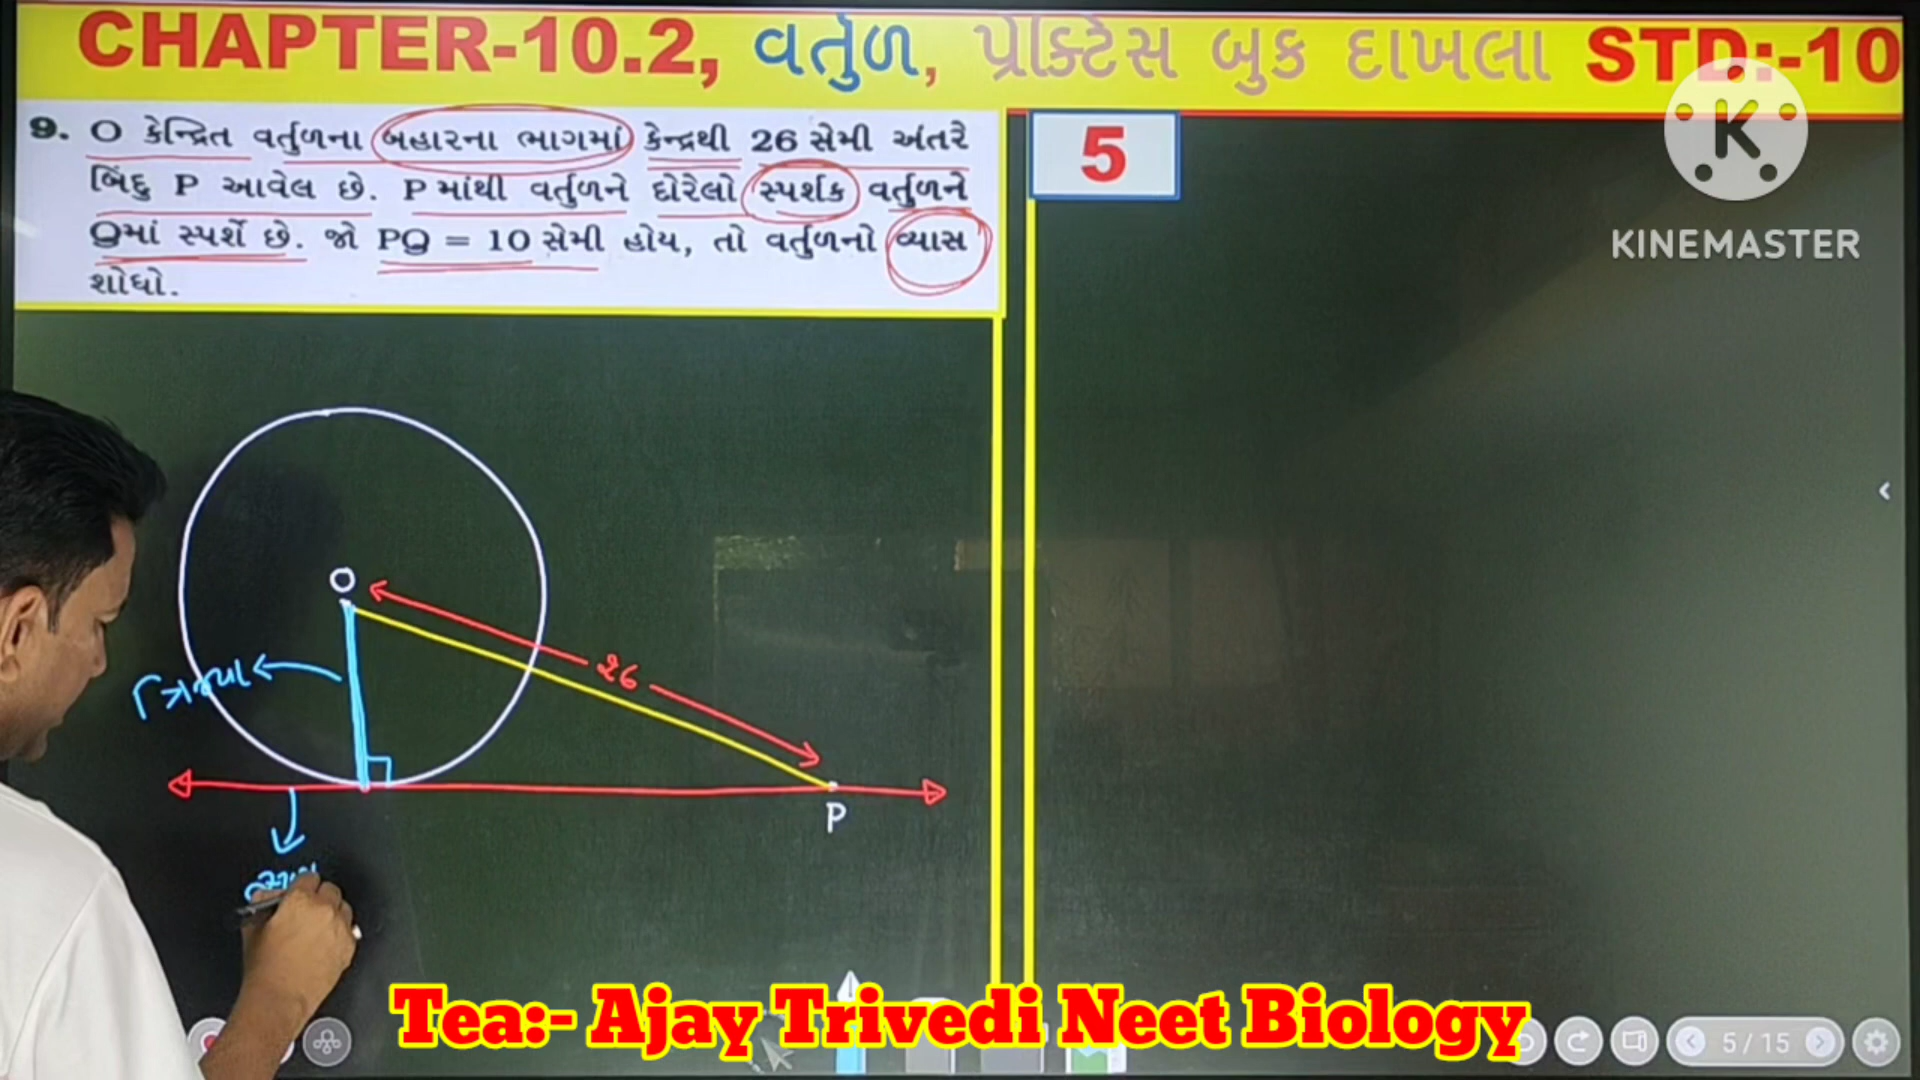 CHAPTER-10.2, વર્તુળ, પ્રેક્ટિસ બુક દાખલા STD:-10
9. O કેન્દ્રિત વર્તુળના બહારના ભાગમાં કેન્દ્રથી 26 સેમી અંતરે
બિંદુ P આવેલ છે. P માંથી વર્તુળને દોરેલો સ્પર્શક વર્તુળને
Qમાં સ્પર્શે છે. જો PQ = 10 સેમી હોય, તો વર્તુળનો વ્યાસ
શોધો.
5
K
KINEMASTER
O
26
ત્રિજ્યા
P
Tea:- Ajay Trivedi Neet Biology
5/15